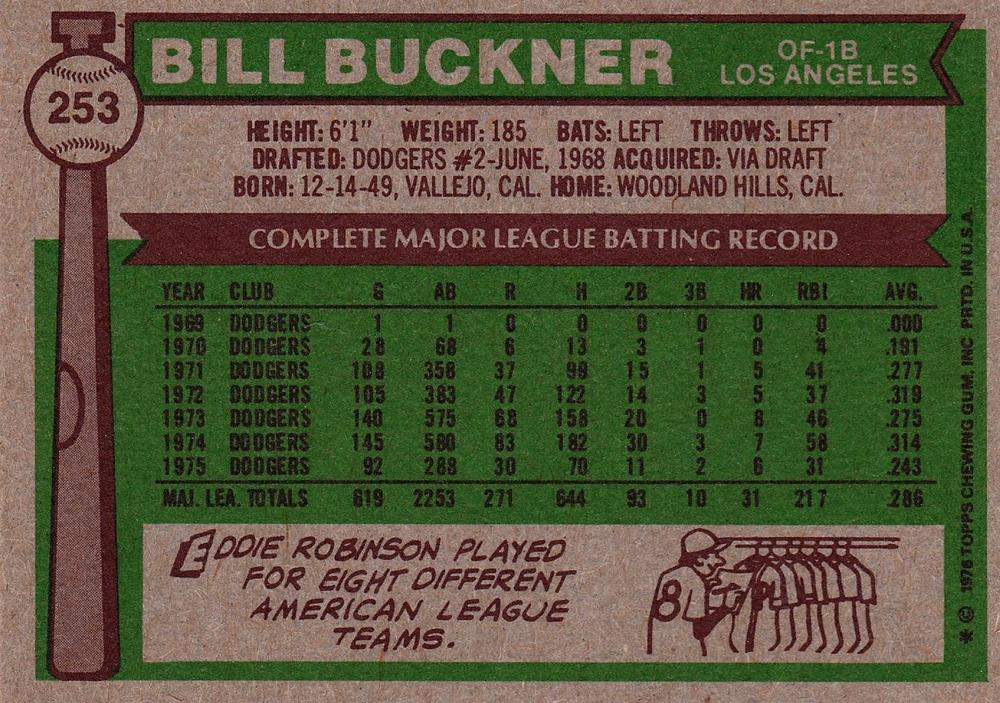 253
BILL BUCKNER
OF-1B
LOS ANGELES
HEIGHT: 6'1" WEIGHT: 185 BATS: LEFT THROWS: LEFT
DRAFTED: DODGERS #2-JUNE, 1968 ACQUIRED: VIA DRAFT
BORN: 12-14-49, VALLEJO, CAL. HOME: WOODLAND HILLS, CAL.
COMPLETE MAJOR LEAGUE BATTING RECORD
YEAR CLUB G AB R H 2B 3B HR RBI AVG.
1969 DODGERS 1 1 0 0 0 0 0 0 .000
1970 DODGERS 28 68 6 13 3 1 0 4 .191
1971 DODGERS 108 358 37 99 15 1 5 41 .277
1972 DODGERS 105 383 47 122 14 3 5 37 .319
1973 DODGERS 140 575 68 158 20 0 8 46 .275
1974 DODGERS 145 580 83 182 30 3 7 58 .314
1975 DODGERS 92 288 30 70 11 2 6 31 .243
MAJ. LEA. TOTALS 619 2253 271 644 93 10 31 217 .286
EDDIE ROBINSON PLAYED
FOR EIGHT DIFFERENT
AMERICAN LEAGUE
TEAMS.
8
* © 1976 TOPPS CHEWING GUM, INC PRTD. IN U.S.A.